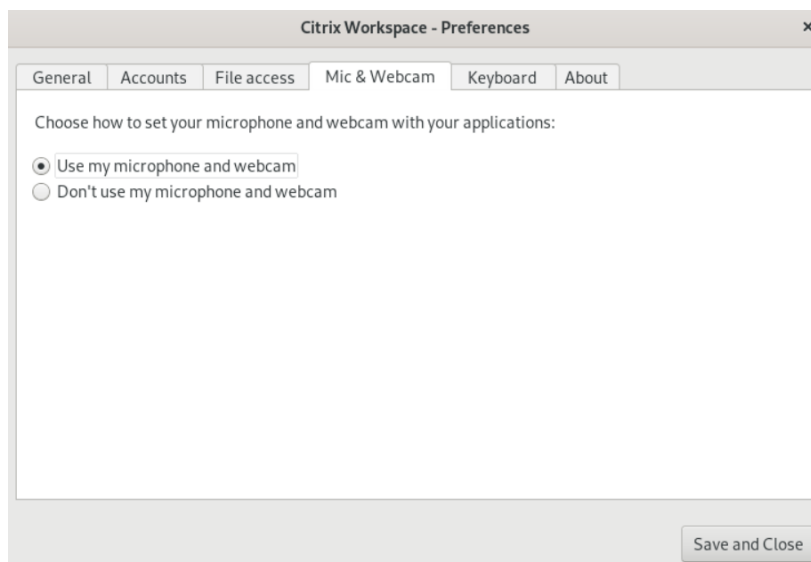 Citrix Workspace - Preferences
General Accounts File access Mic & Webcam Keyboard About
Choose how to set your microphone and webcam with your applications:
Use my microphone and webcam
Don't use my microphone and webcam
Save and Close